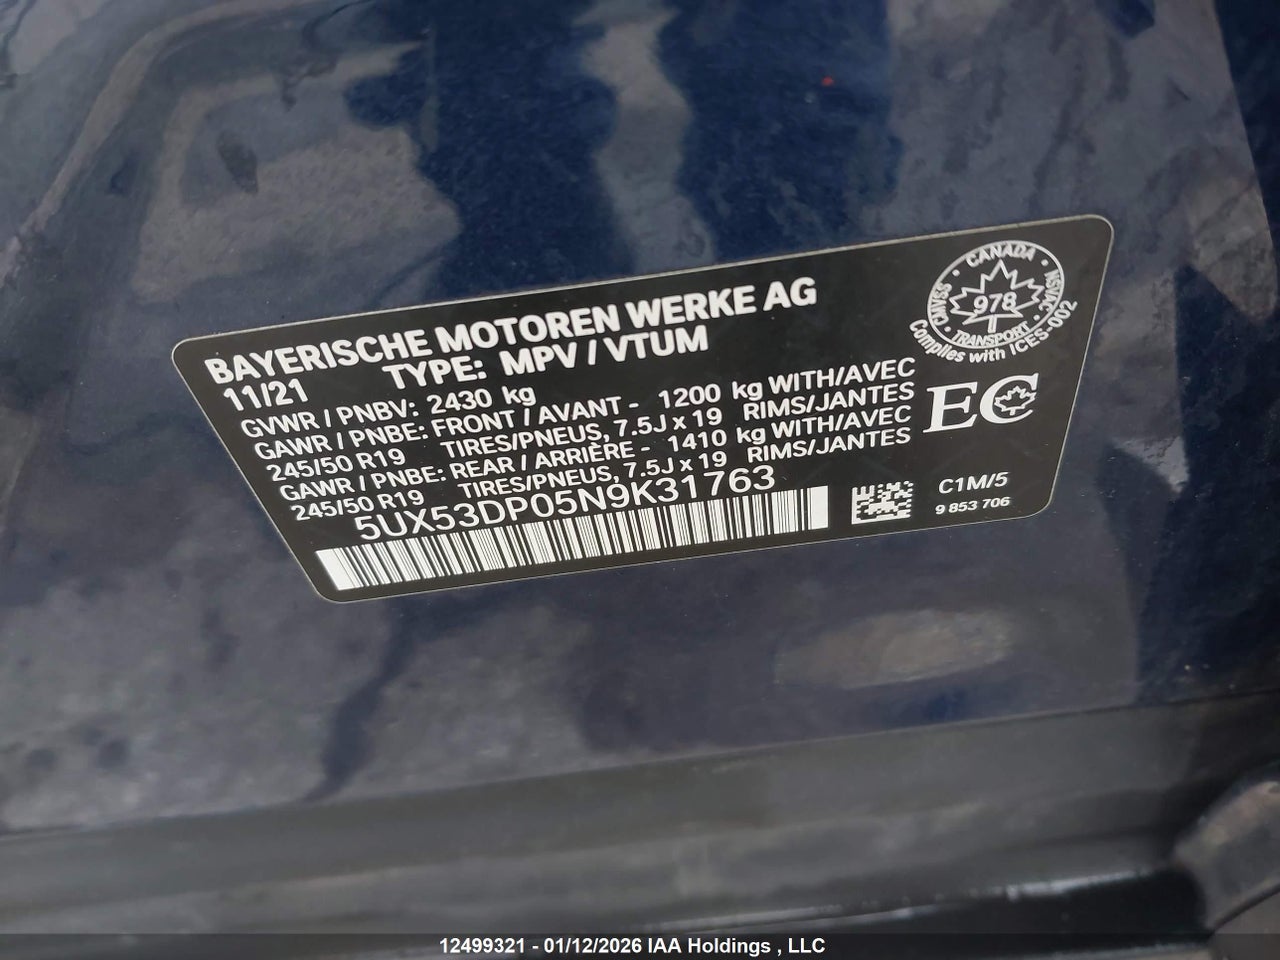 BAYERISCHE MOTOREN WERKE AG
11/21 TYPE: MPV / VTUM
GVWR / PNBV: 2430 kg
GAWR / PNBE: FRONT / AVANT - 1200 kg WITH/AVEC
245/50 R19 TIRES/PNEUS, 7.5J x 19 RIMS/JANTES
GAWR / PNBE: REAR / ARRIÈRE - 1410 kg WITH/AVEC
245/50 R19 TIRES/PNEUS, 7.5J x 19 RIMS/JANTES
5UX53DP05N9K31763
CANADA
CMVSS 978 NSVAC
TRANSPORT
Complies with ICES-002
EC
C1M/5
9 853 706
12499321 - 01/12/2026 IAA Holdings , LLC